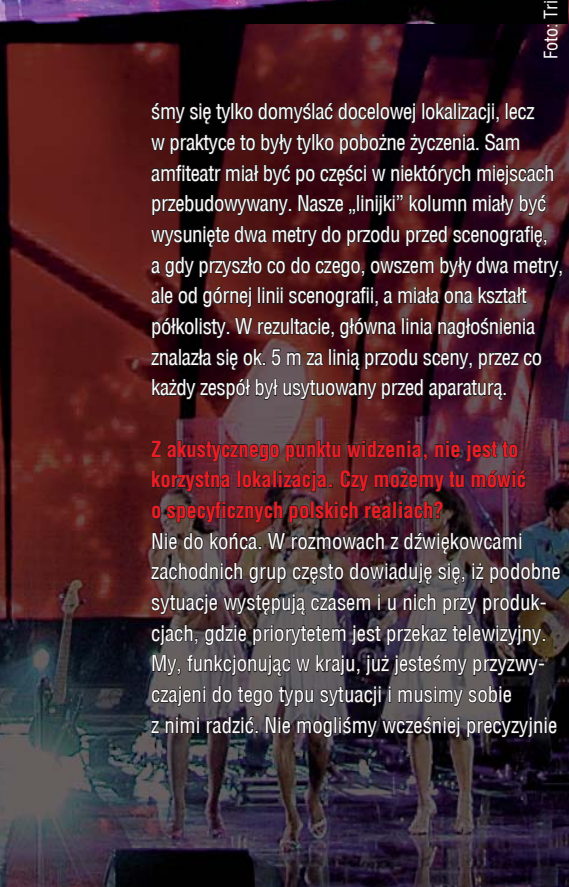 Foto: Tri
śmy się tylko domyślać docelowej lokalizacji, lecz
w praktyce to były tylko pobożne życzenia. Sam
amfiteatr miał być po części w niektórych miejscach
przebudowywany. Nasze „linijki” kolumn miały być
wysunięte dwa metry do przodu przed scenografię,
a gdy przyszło co do czego, owszem były dwa metry,
ale od górnej linii scenografii, a miała ona kształt
półkolisty. W rezultacie, główna linia nagłośnienia
znalazła się ok. 5 m za linią przodu sceny, przez co
każdy zespół był usytuowany przed aparaturą.
Z akustycznego punktu widzenia, nie jest to
korzystna lokalizacja. Czy możemy tu mówić
o specyficznych polskich realiach?
Nie do końca. W rozmowach z dźwiękowcami
zachodnich grup często dowiaduję się, iż podobne
sytuacje występują czasem i u nich przy produk-
cjach, gdzie priorytetem jest przekaz telewizyjny.
My, funkcjonując w kraju, już jesteśmy przyzwy-
czajeni do tego typu sytuacji i musimy sobie
z nimi radzić. Nie mogliśmy wcześniej precyzyjnie